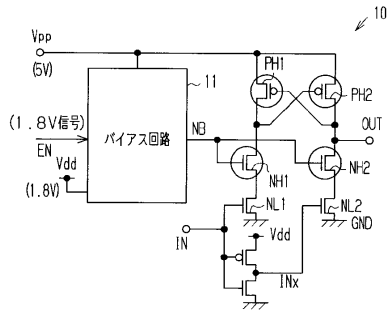 10
Vpp
(5V)
PH1
PH2
11
(1.8V信号)
EN
バイアス回路
NB
OUT
Vdd
(1.8V)
NH1
NH2
NL1
NL2
IN
Vdd
GND
INx